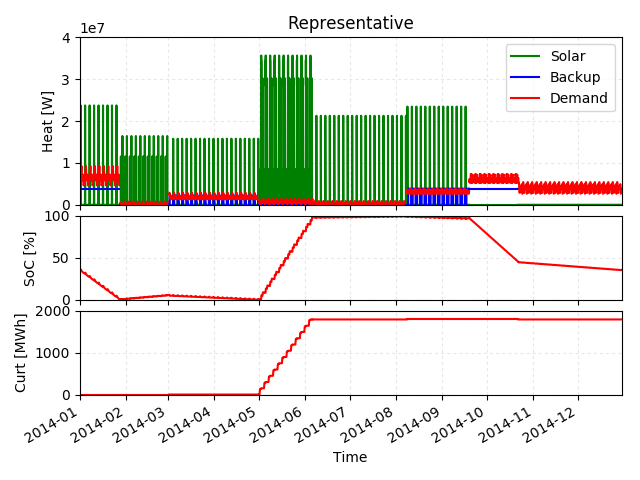 Representative
1e7
Heat [W]
4
3
2
1
0
Solar
Backup
Demand
SoC [%]
100
50
0
Curt [MWh]
2000
1000
0
2014-01
2014-02
2014-03
2014-04
2014-05
2014-06
2014-07
2014-08
2014-09
2014-10
2014-11
2014-12
Time